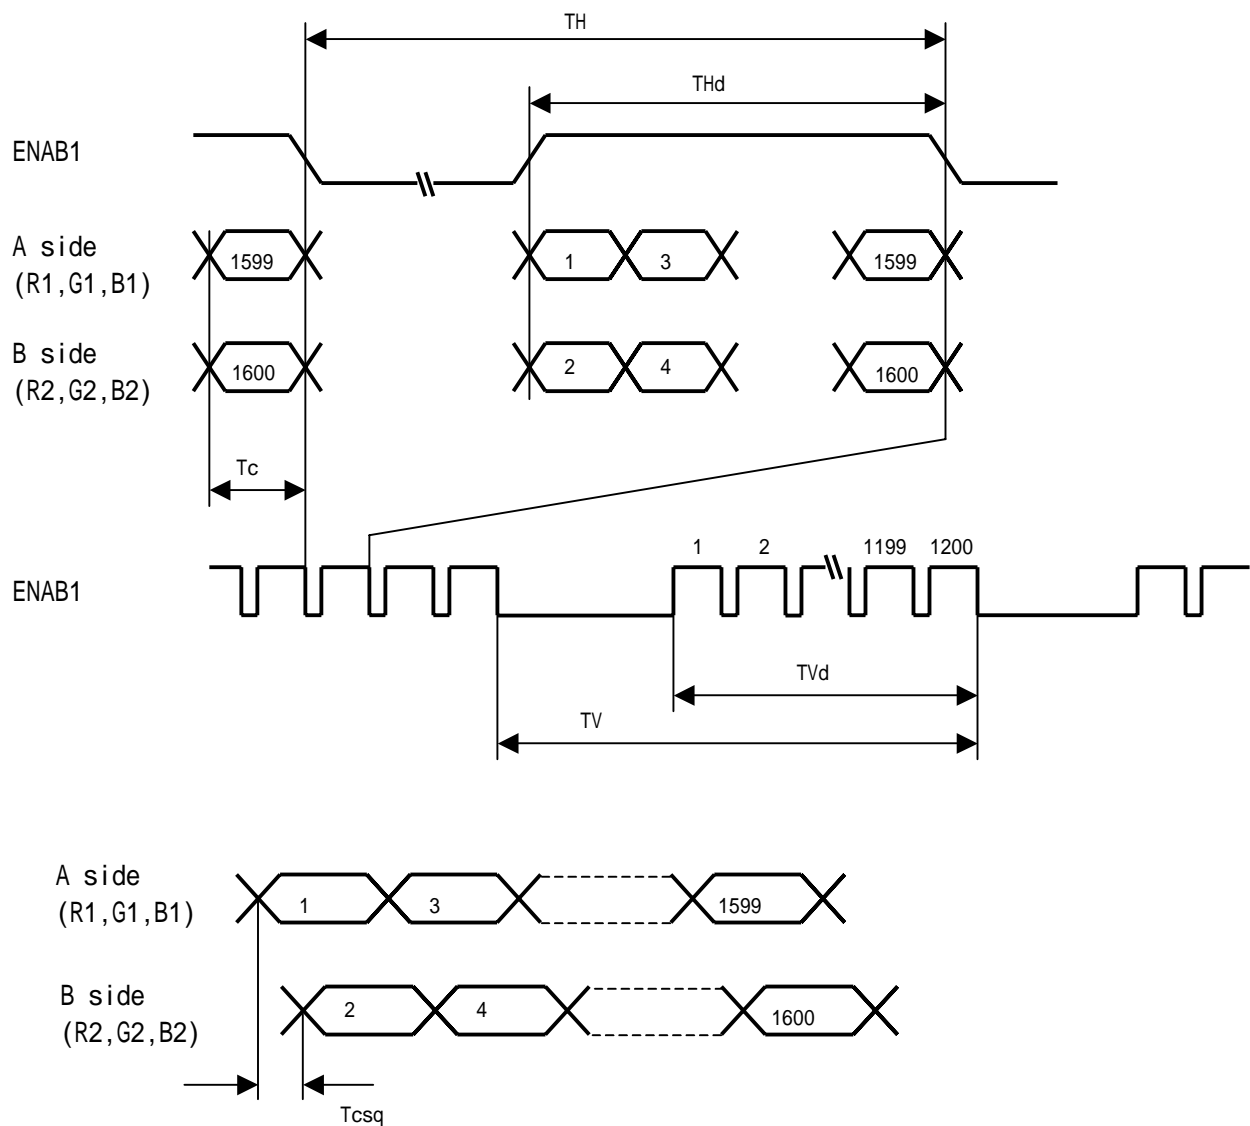 TH
THd
ENAB1
A side
(R1,G1,B1)
1599
1
3
1599
B side
(R2,G2,B2)
1600
2
4
1600
Tc
1
2
1199
1200
ENAB1
TVd
TV
A side
(R1,G1,B1)
1
3
1599
B side
(R2,G2,B2)
2
4
1600
Tcsq